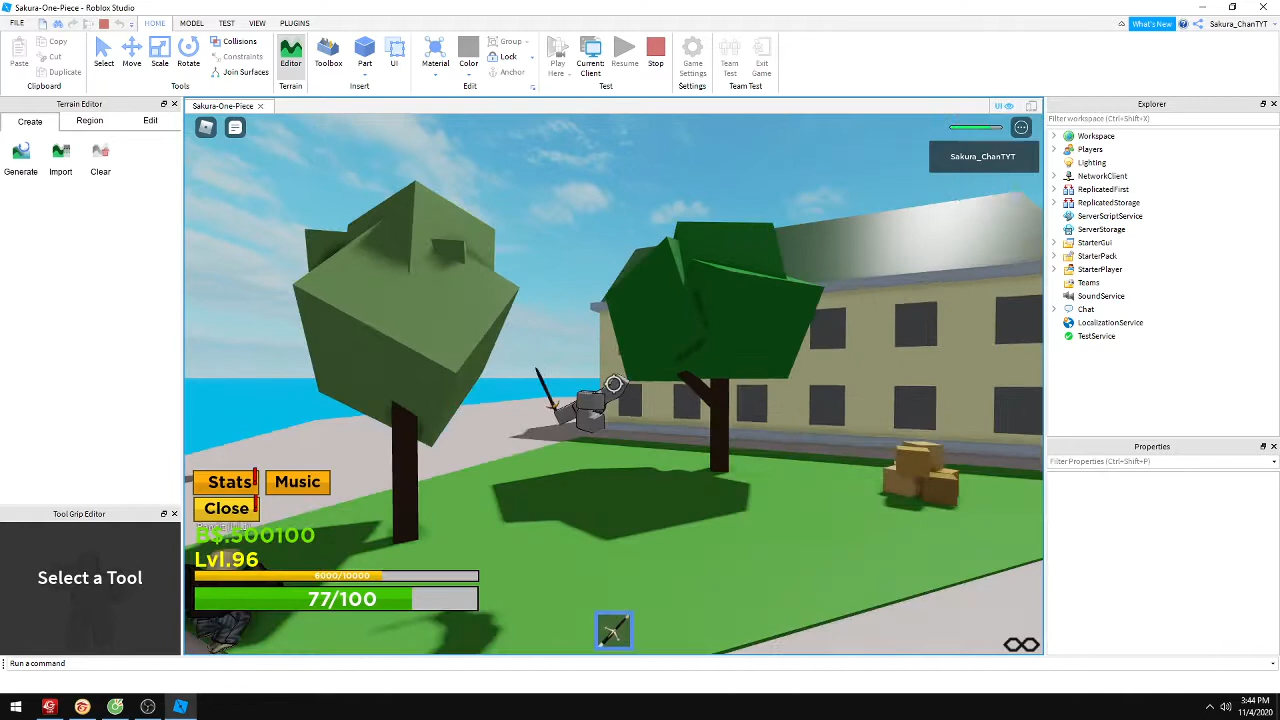 Sakura-One-Piece - Roblox Studio
FILE HOME MODEL TEST VIEW PLUGINS What's New Sakura_ChanTYT
Paste Copy Cut Duplicate Select Move Scale Rotate Collisions Constraints Join Surfaces Editor Toolbox Part UI Material Color Group Lock Anchor Play Here Current: Client Resume Stop Game Settings Team Test Exit Game
Clipboard Tools Terrain Insert Edit Test Settings Team Test
Terrain Editor
Create Region Edit
Generate Import Clear
Tool Grip Editor
Select a Tool
Sakura-One-Piece
UI
Sakura_ChanTYT
Stats Music
Close
B$.500100
Lvl.96
6000/10000
77/100
Explorer
Filter workspace (Ctrl+Shift+X)
Workspace
Players
Lighting
NetworkClient
ReplicatedFirst
ReplicatedStorage
ServerScriptService
ServerStorage
StarterGui
StarterPack
StarterPlayer
Teams
SoundService
Chat
LocalizationService
TestService
Properties
Filter Properties (Ctrl+Shift+P)
Run a command
3:44 PM
11/4/2020